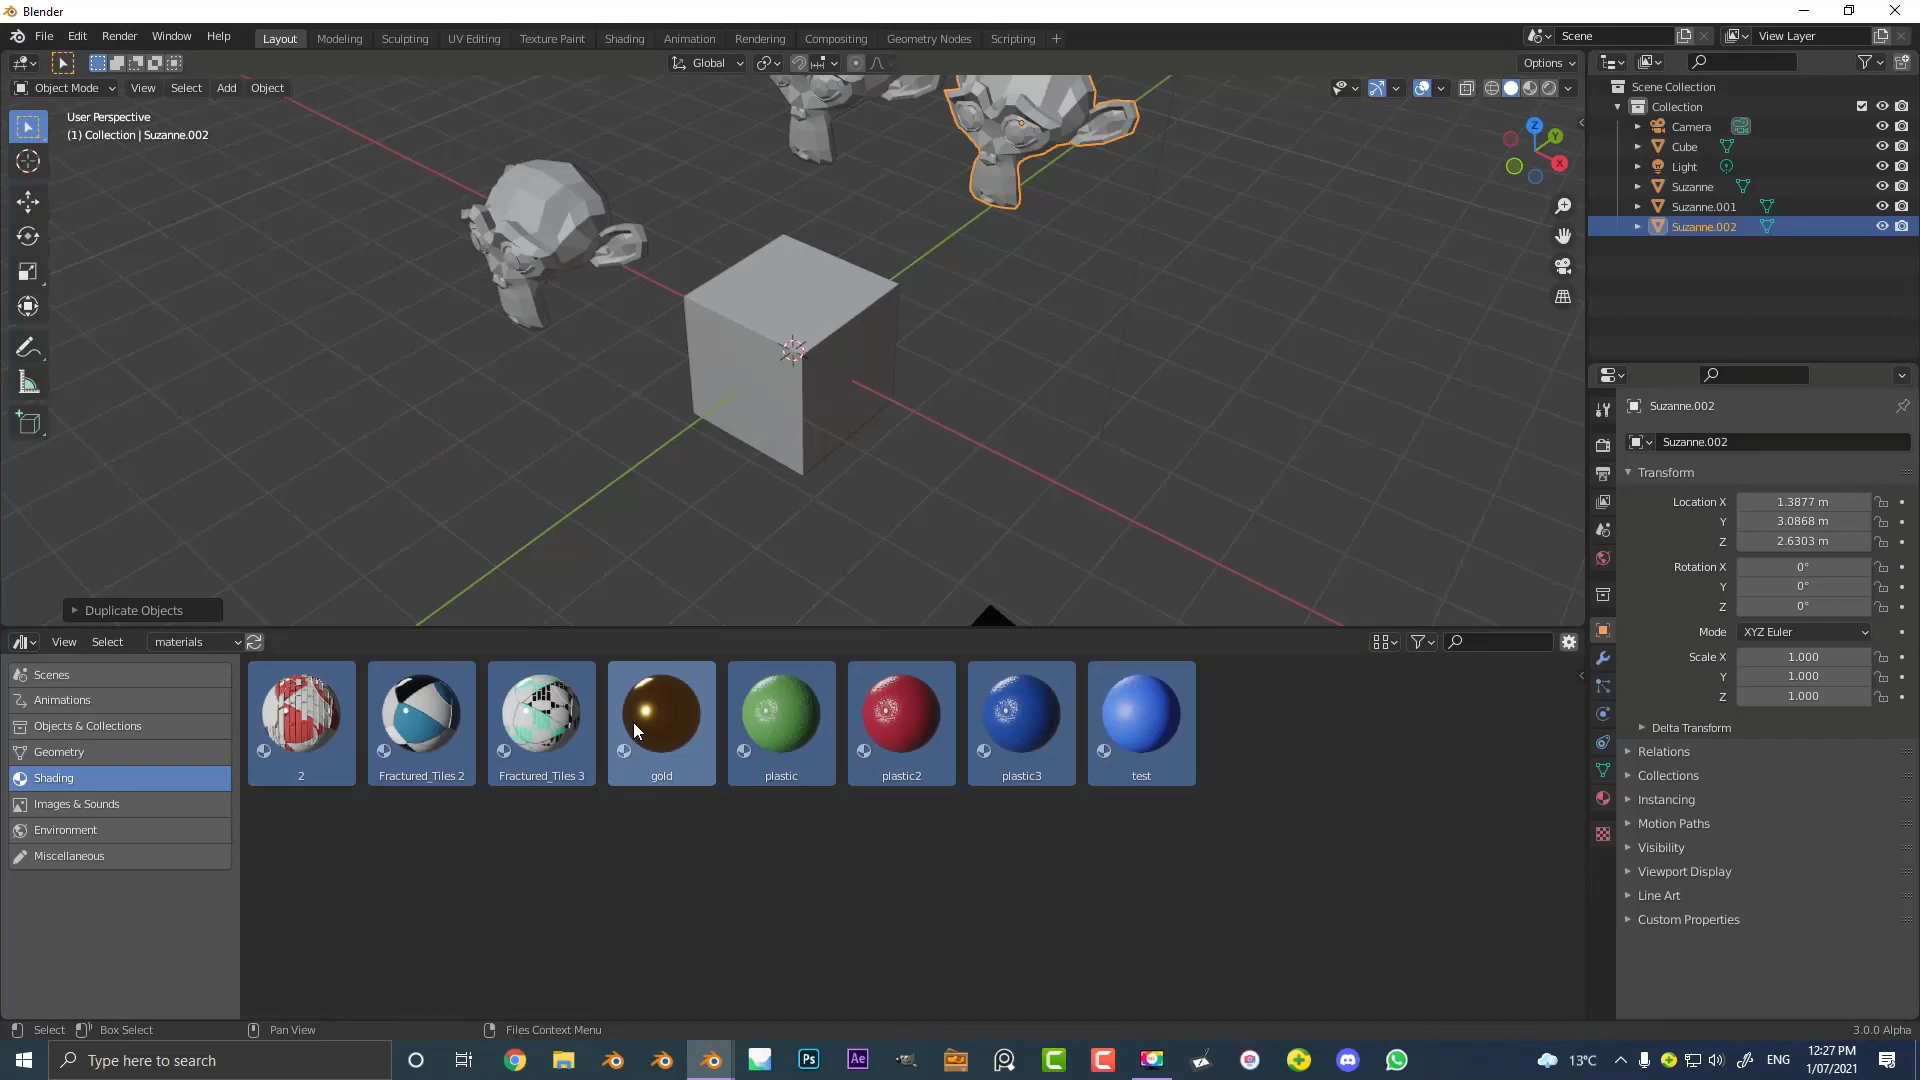 Blender
File Edit Render Window Help
Layout Modeling Sculpting UV Editing Texture Paint Shading Animation Rendering Compositing Geometry Nodes Scripting +
Scene
View Layer
Global
Options
Object Mode View Select Add Object
User Perspective
(1) Collection | Suzanne.002
Z
Y
X
Scene Collection
Collection
Camera
Cube
Light
Suzanne
Suzanne.001
Suzanne.002
Suzanne.002
Suzanne.002
Transform
Location X 1.3877 m
Y 3.0868 m
Z 2.6303 m
Rotation X 0°
Y 0°
Z 0°
Mode XYZ Euler
Scale X 1.000
Y 1.000
Z 1.000
Delta Transform
Relations
Collections
Instancing
Motion Paths
Visibility
Viewport Display
Line Art
Custom Properties
Duplicate Objects
View Select materials
Scenes
Animations
Objects & Collections
Geometry
Shading
Images & Sounds
Environment
Miscellaneous
2 Fractured_Tiles 2 Fractured_Tiles 3 gold plastic plastic2 plastic3 test
Select Box Select Pan View Files Context Menu
3.0.0 Alpha
Type here to search
Ps
Ae
13°C
ENG
12:27 PM
1/07/2021